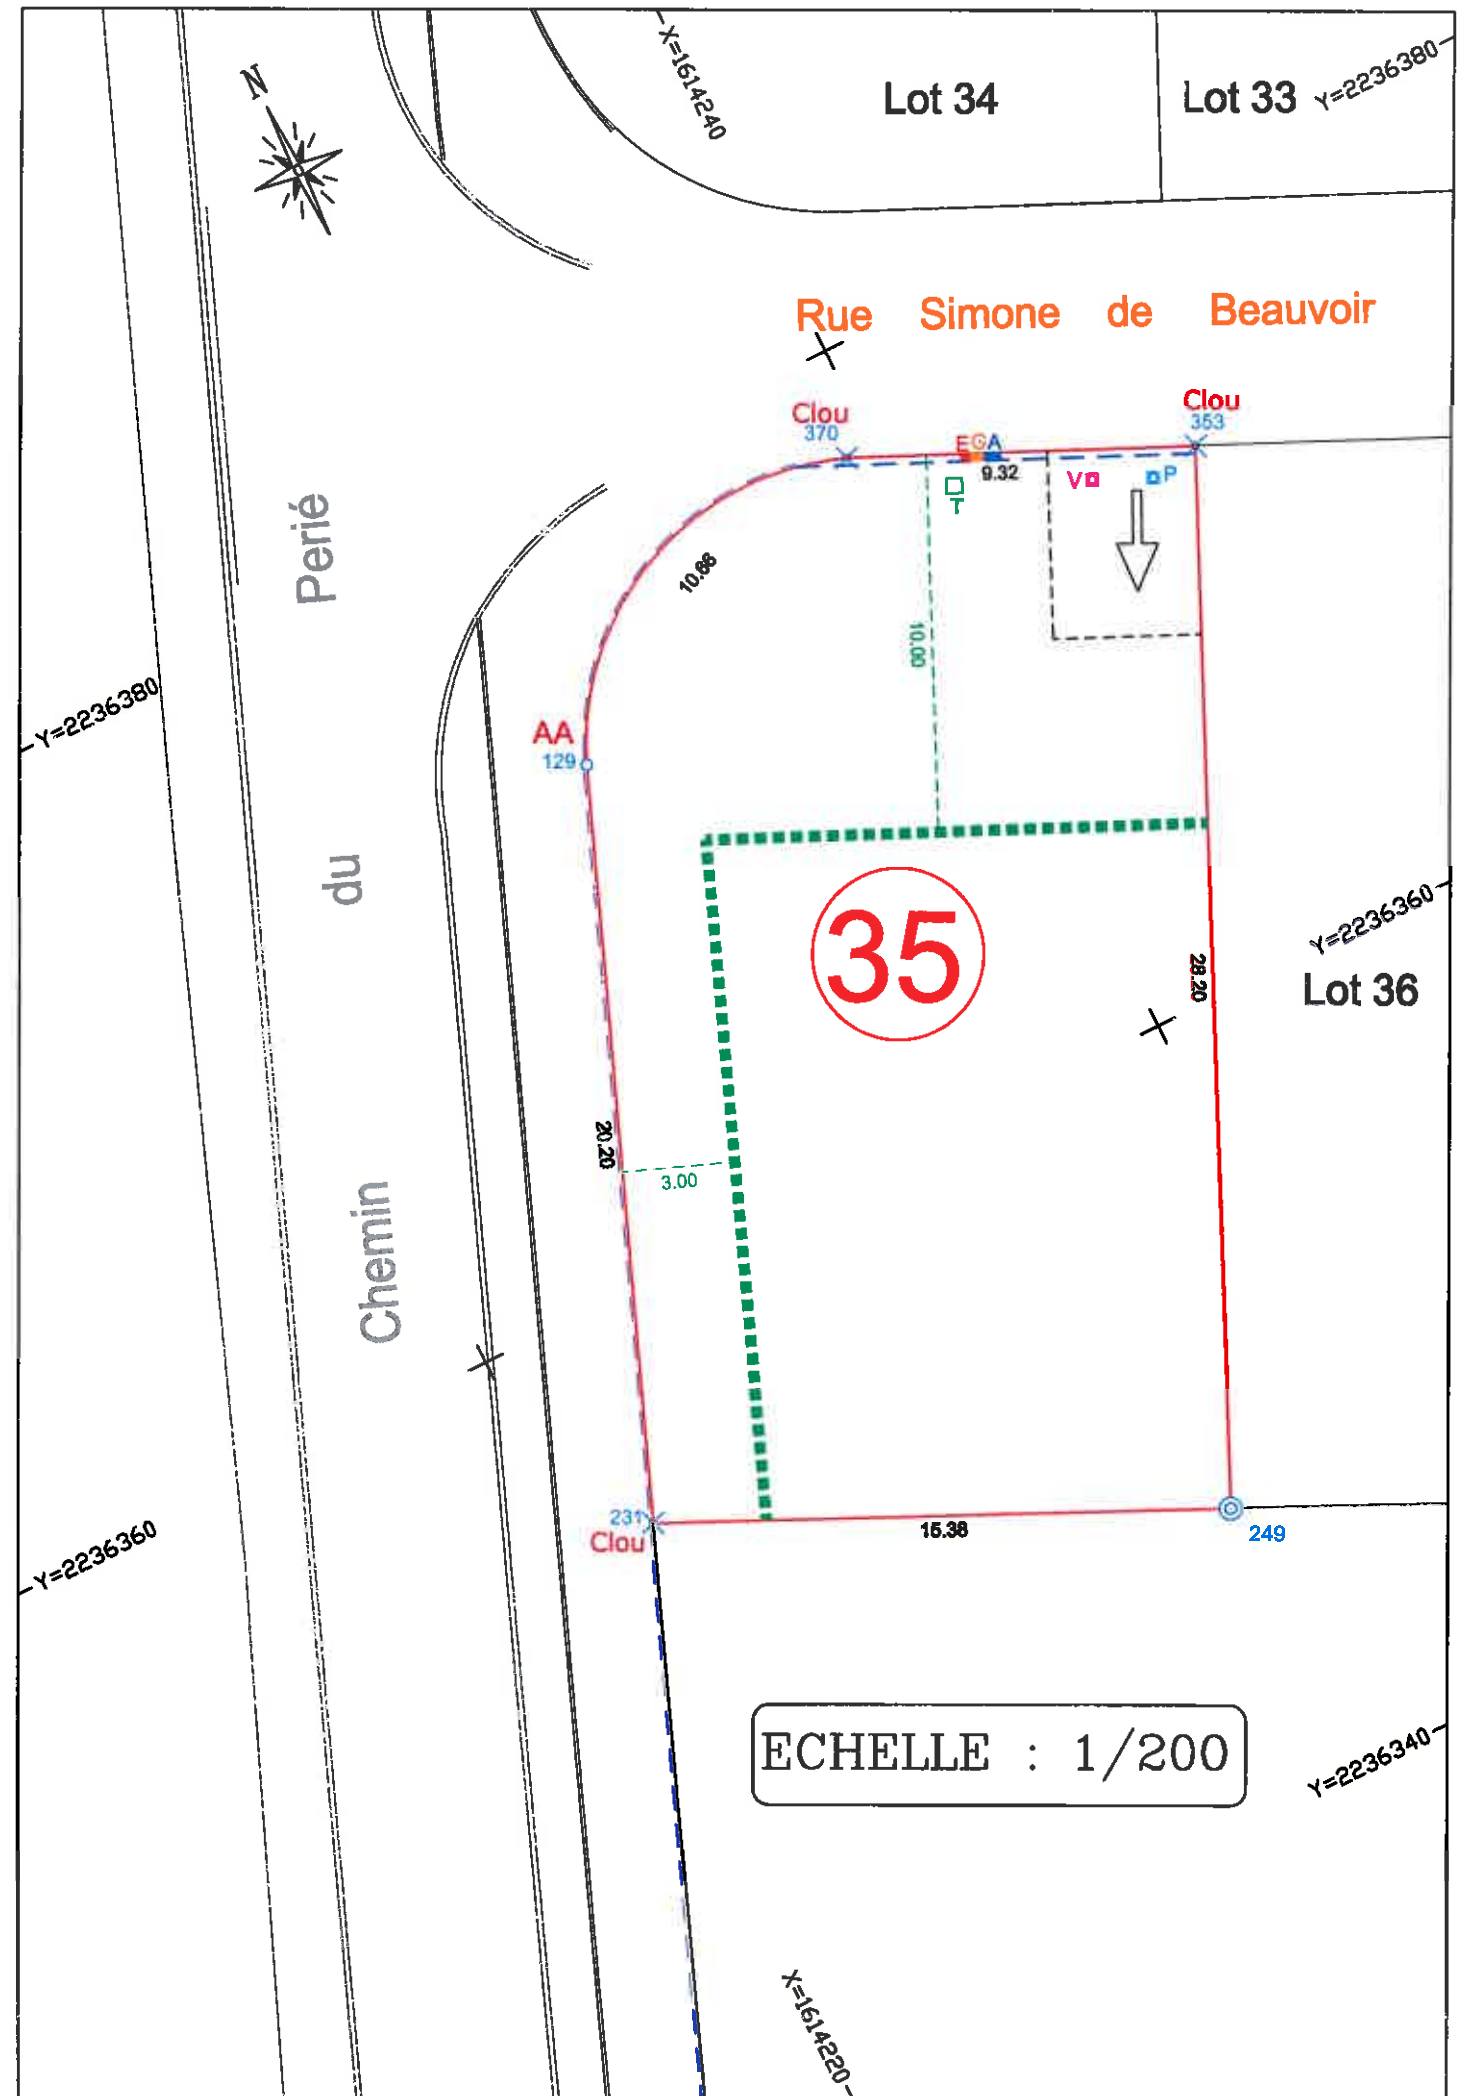 N
X=1614240
Lot 34
Lot 33
Y=2236380
Rue Simone de Beauvoir
Clou
370
Clou
353
EGA
9.32
T
V
P
10.66
10.00
Perié
du
Chemin
AA
129
Y=2236380
35
28.20
Y=2236360
Lot 36
20.20
3.00
231
Clou
15.38
249
Y=2236360
ECHELLE : 1/200
Y=2236340
X=1614220